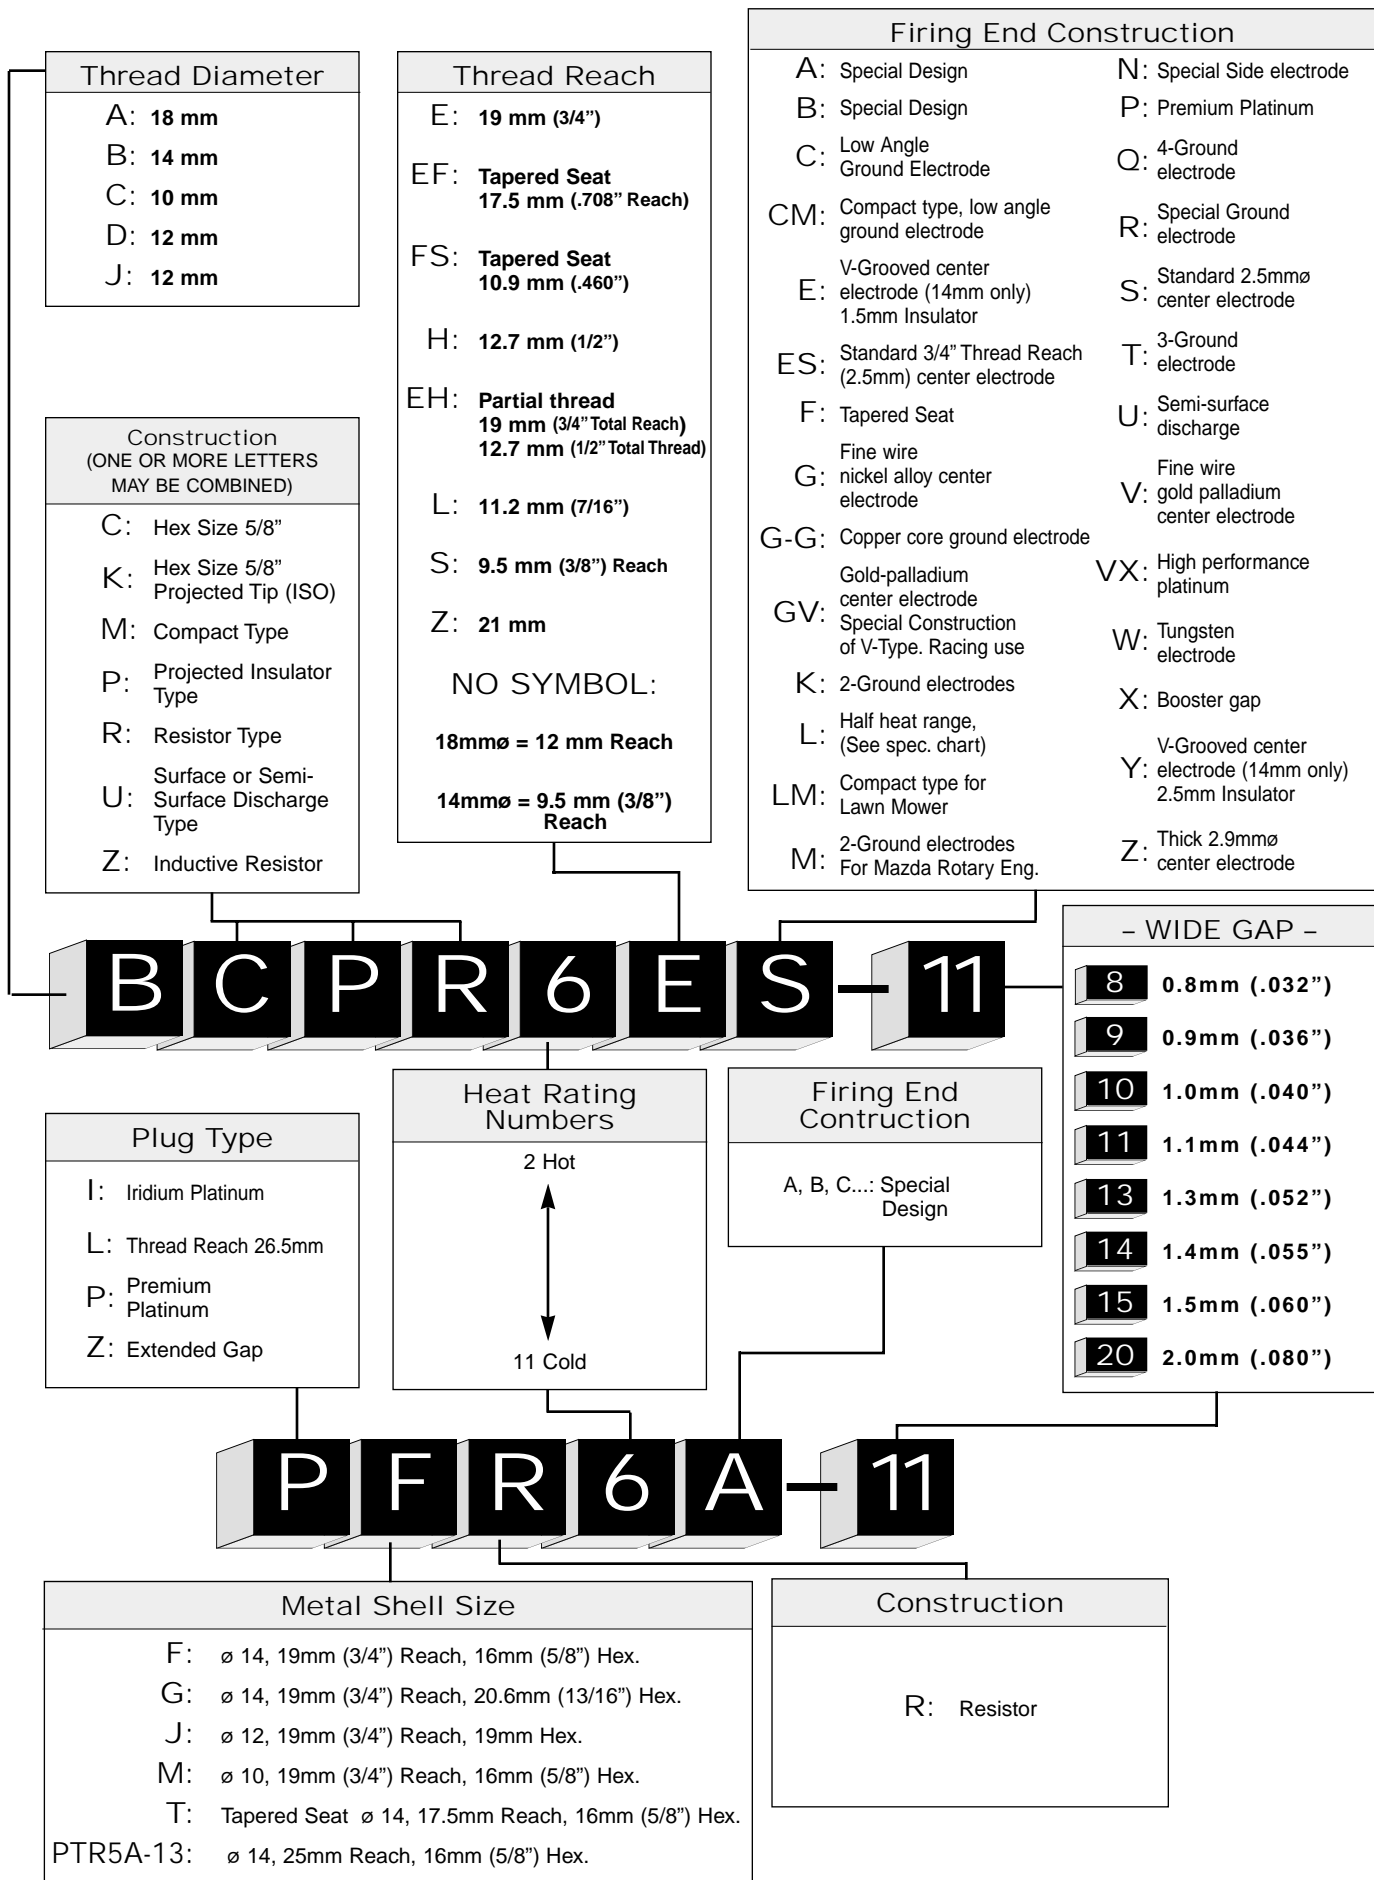 Thread Diameter
A: 18 mm
B: 14 mm
C: 10 mm
D: 12 mm
J: 12 mm
Construction
(ONE OR MORE LETTERS
MAY BE COMBINED)
C: Hex Size 5/8”
K: Hex Size 5/8”
Projected Tip (ISO)
M: Compact Type
P: Projected Insulator
Type
R: Resistor Type
U: Surface or Semi-
Surface Discharge
Type
Z: Inductive Resistor
Thread Reach
E: 19 mm (3/4”)
EF: Tapered Seat
17.5 mm (.708” Reach)
FS: Tapered Seat
10.9 mm (.460”)
H: 12.7 mm (1/2”)
EH: Partial thread
19 mm (3/4” Total Reach)
12.7 mm (1/2” Total Thread)
L: 11.2 mm (7/16”)
S: 9.5 mm (3/8”) Reach
Z: 21 mm
NO SYMBOL:
18mmø = 12 mm Reach
14mmø = 9.5 mm (3/8”)
Reach
Firing End Construction
A: Special Design
B: Special Design
C: Low Angle
Ground Electrode
CM: Compact type, low angle
ground electrode
E: V-Grooved center
electrode (14mm only)
1.5mm Insulator
ES: Standard 3/4” Thread Reach
(2.5mm) center electrode
F: Tapered Seat
G: Fine wire
nickel alloy center
electrode
G-G: Copper core ground electrode
GV: Gold-palladium
center electrode
Special Construction
of V-Type. Racing use
K: 2-Ground electrodes
L: Half heat range,
(See spec. chart)
LM: Compact type for
Lawn Mower
M: 2-Ground electrodes
For Mazda Rotary Eng.
N: Special Side electrode
P: Premium Platinum
Q: 4-Ground
electrode
R: Special Ground
electrode
S: Standard 2.5mmø
center electrode
T: 3-Ground
electrode
U: Semi-surface
discharge
V: Fine wire
gold palladium
center electrode
VX: High performance
platinum
W: Tungsten
electrode
X: Booster gap
Y: V-Grooved center
electrode (14mm only)
2.5mm Insulator
Z: Thick 2.9mmø
center electrode
B C P R 6 E S - 11
– WIDE GAP –
8 0.8mm (.032”)
9 0.9mm (.036”)
10 1.0mm (.040”)
11 1.1mm (.044”)
13 1.3mm (.052”)
14 1.4mm (.055”)
15 1.5mm (.060”)
20 2.0mm (.080”)
Plug Type
I: Iridium Platinum
L: Thread Reach 26.5mm
P: Premium
Platinum
Z: Extended Gap
Heat Rating
Numbers
2 Hot
11 Cold
Firing End
Contruction
A, B, C...: Special
Design
P F R 6 A - 11
Metal Shell Size
F: ø 14, 19mm (3/4”) Reach, 16mm (5/8”) Hex.
G: ø 14, 19mm (3/4”) Reach, 20.6mm (13/16”) Hex.
J: ø 12, 19mm (3/4”) Reach, 19mm Hex.
M: ø 10, 19mm (3/4”) Reach, 16mm (5/8”) Hex.
T: Tapered Seat ø 14, 17.5mm Reach, 16mm (5/8”) Hex.
PTR5A-13: ø 14, 25mm Reach, 16mm (5/8”) Hex.
Construction
R: Resistor